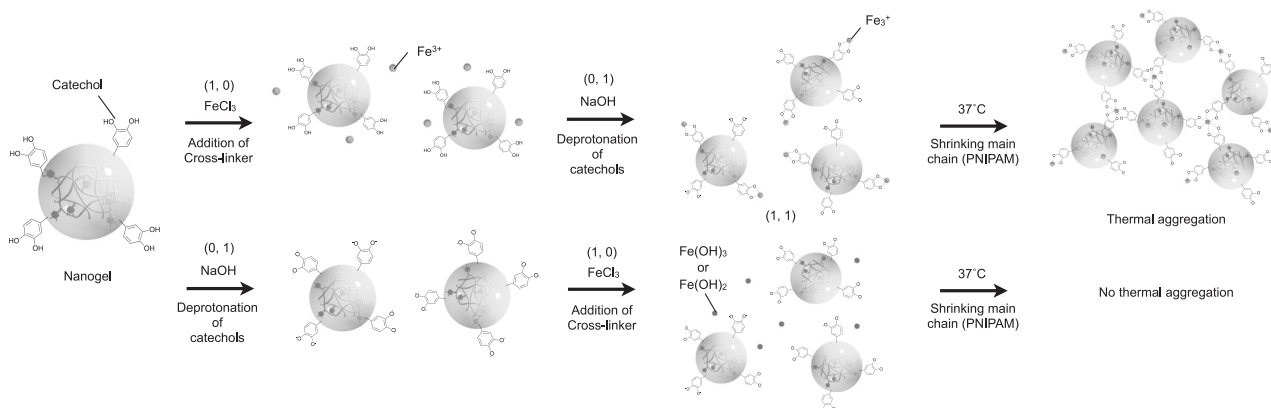 Catechol
HO
OH
HO
HO
OH
OH
OH
OH
Nanogel
(1, 0)
FeCl₃
Addition of
Cross-linker
Fe³⁺
(0, 1)
NaOH
Deprotonation
of
catechols
Fe₃⁺
37˚C
Shrinking main
chain (PNIPAM)
Thermal aggregation
(1, 1)
(0, 1)
NaOH
Deprotonation
of
catechols
(1, 0)
FeCl₃
Addition of
Cross-linker
Fe(OH)₃
or
Fe(OH)₂
37˚C
Shrinking main
chain (PNIPAM)
No thermal aggregation